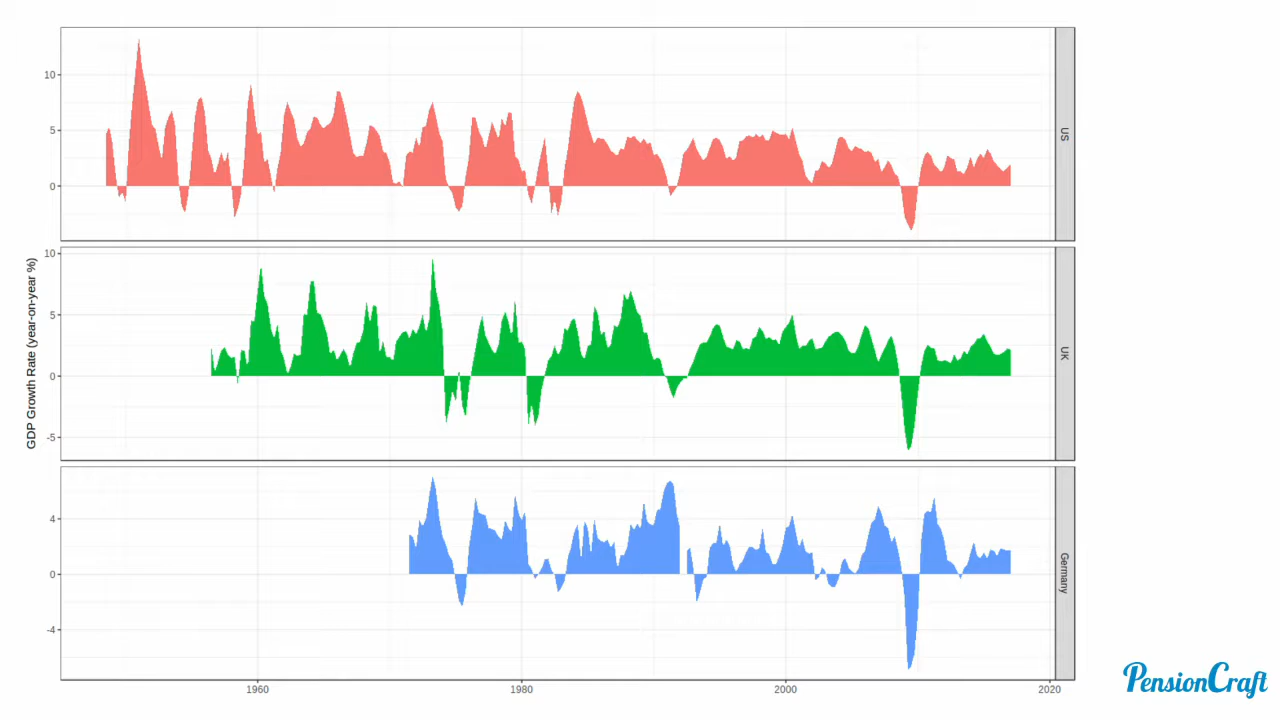 10
5
0
US
GDP Growth Rate (year-on-year %)
10
5
0
-5
UK
4
0
-4
Germany
1960
1980
2000
2020
PensionCraft